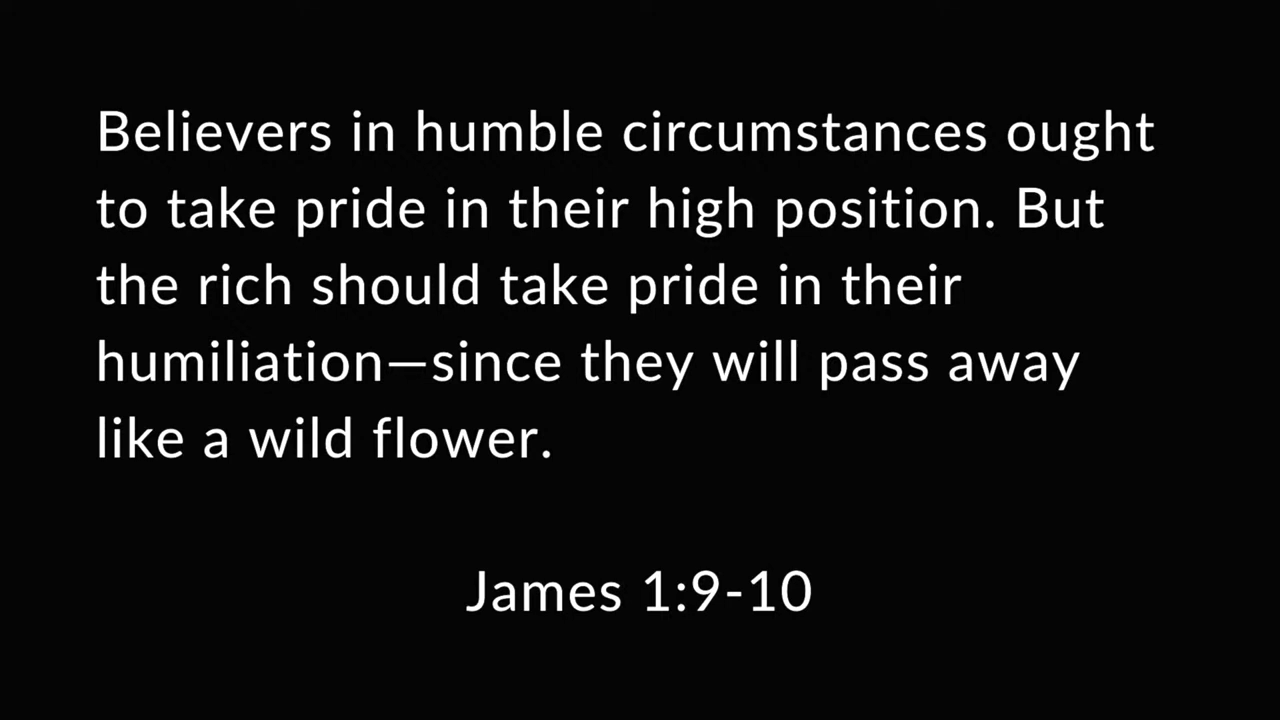 Believers in humble circumstances ought
to take pride in their high position. But
the rich should take pride in their
humiliation—since they will pass away
like a wild flower.
James 1:9-10